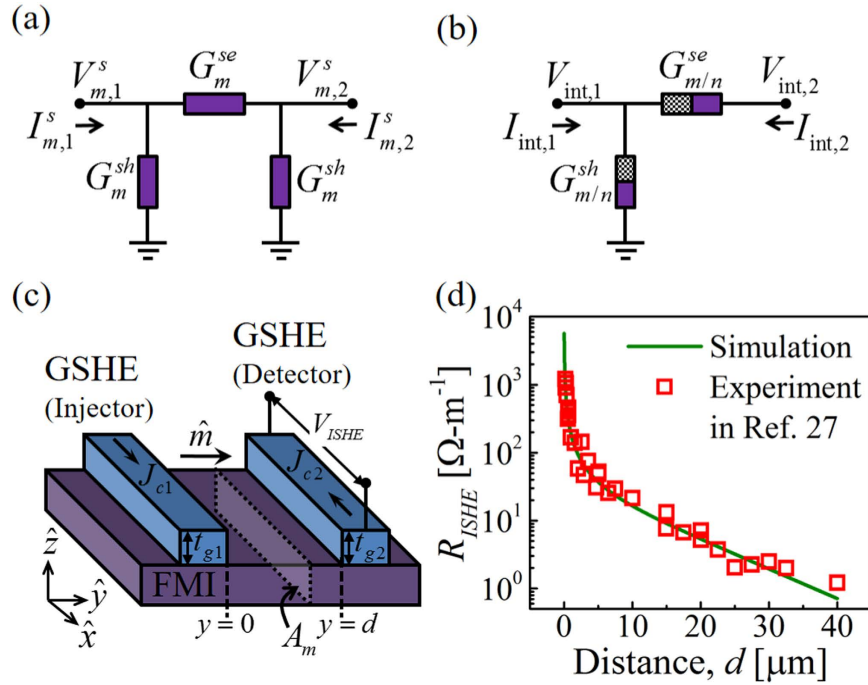 (a)
V^s_{m,1} G^{se}_m V^s_{m,2}
I^s_{m,1} I^s_{m,2}
G^{sh}_m G^{sh}_m
(b)
V_{int,1} G^{se}_{m/n} V_{int,2}
I_{int,1} I_{int,2}
G^{sh}_{m/n}
(c)
GSHE
(Injector)
GSHE
(Detector)
V_{ISHE}
m̂
J_{c1} J_{c2}
t_{g1} t_{g2}
FMI
ẑ
ŷ
x̂
y = 0 y = d
A_m
(d)
Simulation
Experiment
in Ref. 27
R_{ISHE} [Ω-m^{-1}]
10^4
10^3
10^2
10^1
10^0
0 10 20 30 40
Distance, d [μm]